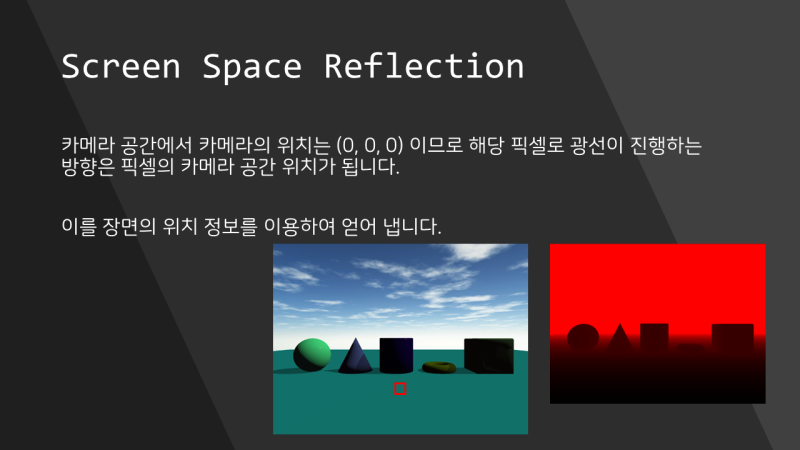 Screen Space Reflection
카메라 공간에서 카메라의 위치는 (0, 0, 0) 이므로 해당 픽셀로 광선이 진행하는
방향은 픽셀의 카메라 공간 위치가 됩니다.
이를 장면의 위치 정보를 이용하여 얻어 냅니다.